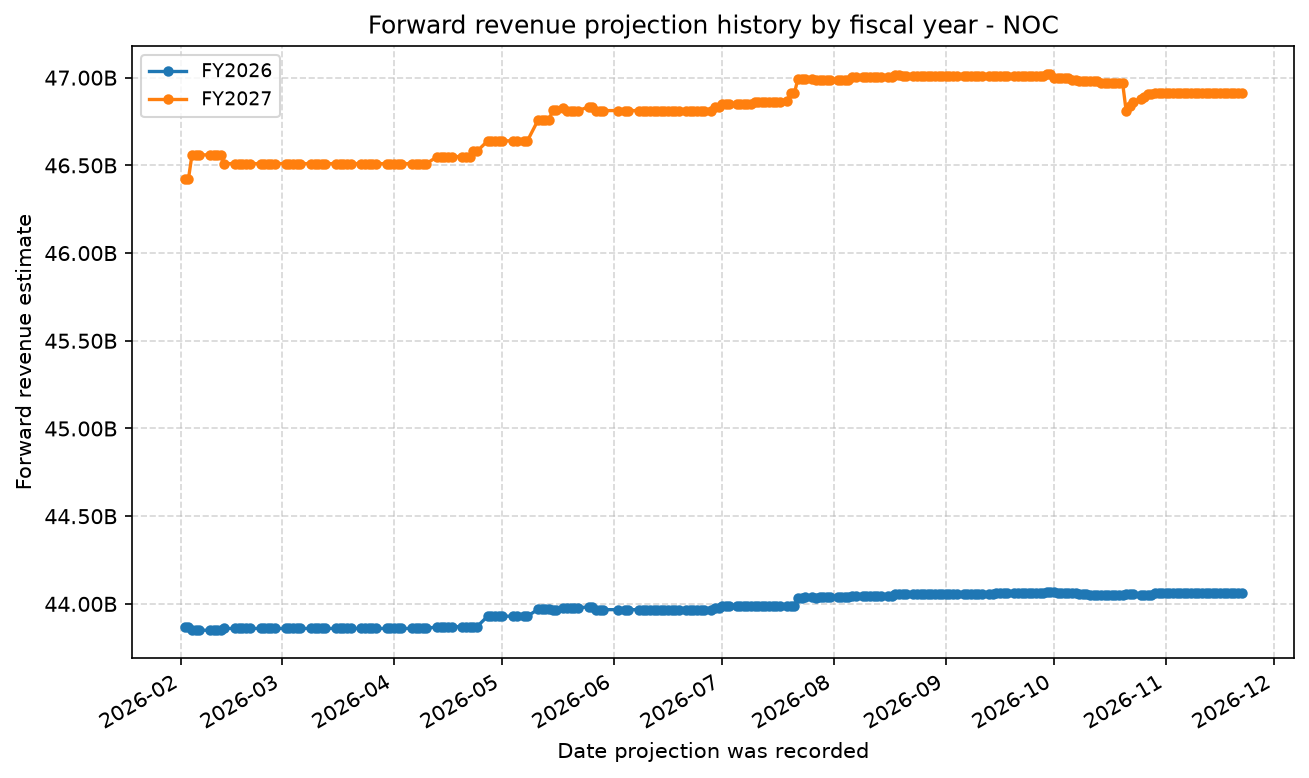 Forward revenue projection history by fiscal year - NOC
FY2026
FY2027
47.00B
46.50B
46.00B
45.50B
45.00B
44.50B
44.00B
Forward revenue estimate
2026-02
2026-03
2026-04
2026-05
2026-06
2026-07
2026-08
2026-09
2026-10
2026-11
2026-12
Date projection was recorded